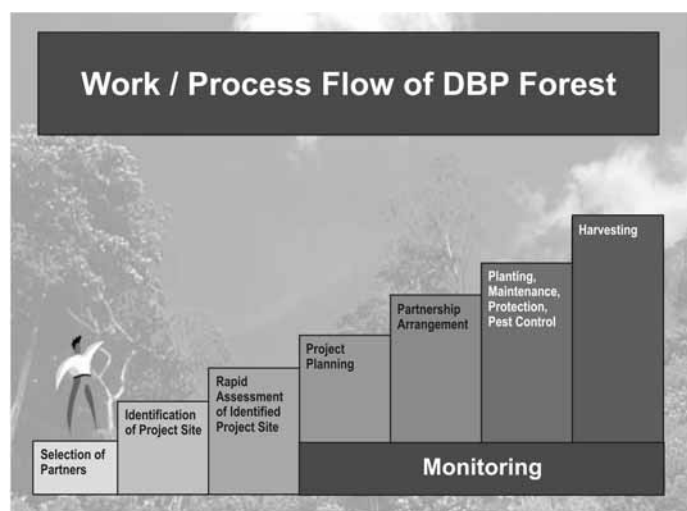 Work / Process Flow of DBP Forest
Selection of
Partners
Identification
of Project Site
Rapid
Assessment
of Identified
Project Site
Project
Planning
Partnership
Arrangement
Planting,
Maintenance,
Protection,
Pest Control
Harvesting
Monitoring